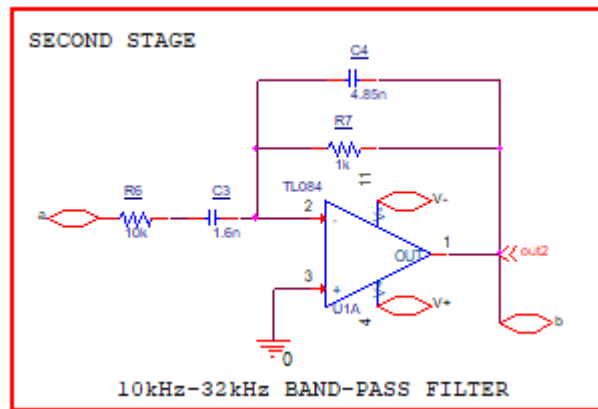 SECOND STAGE
C4
4.85n
R7
1k
TL084
11
V-
R6
C3
a
10k
1.6n
2
-
OUT
1
out2
3
+
U1A
4
V+
b
0
10kHz-32kHz BAND-PASS FILTER